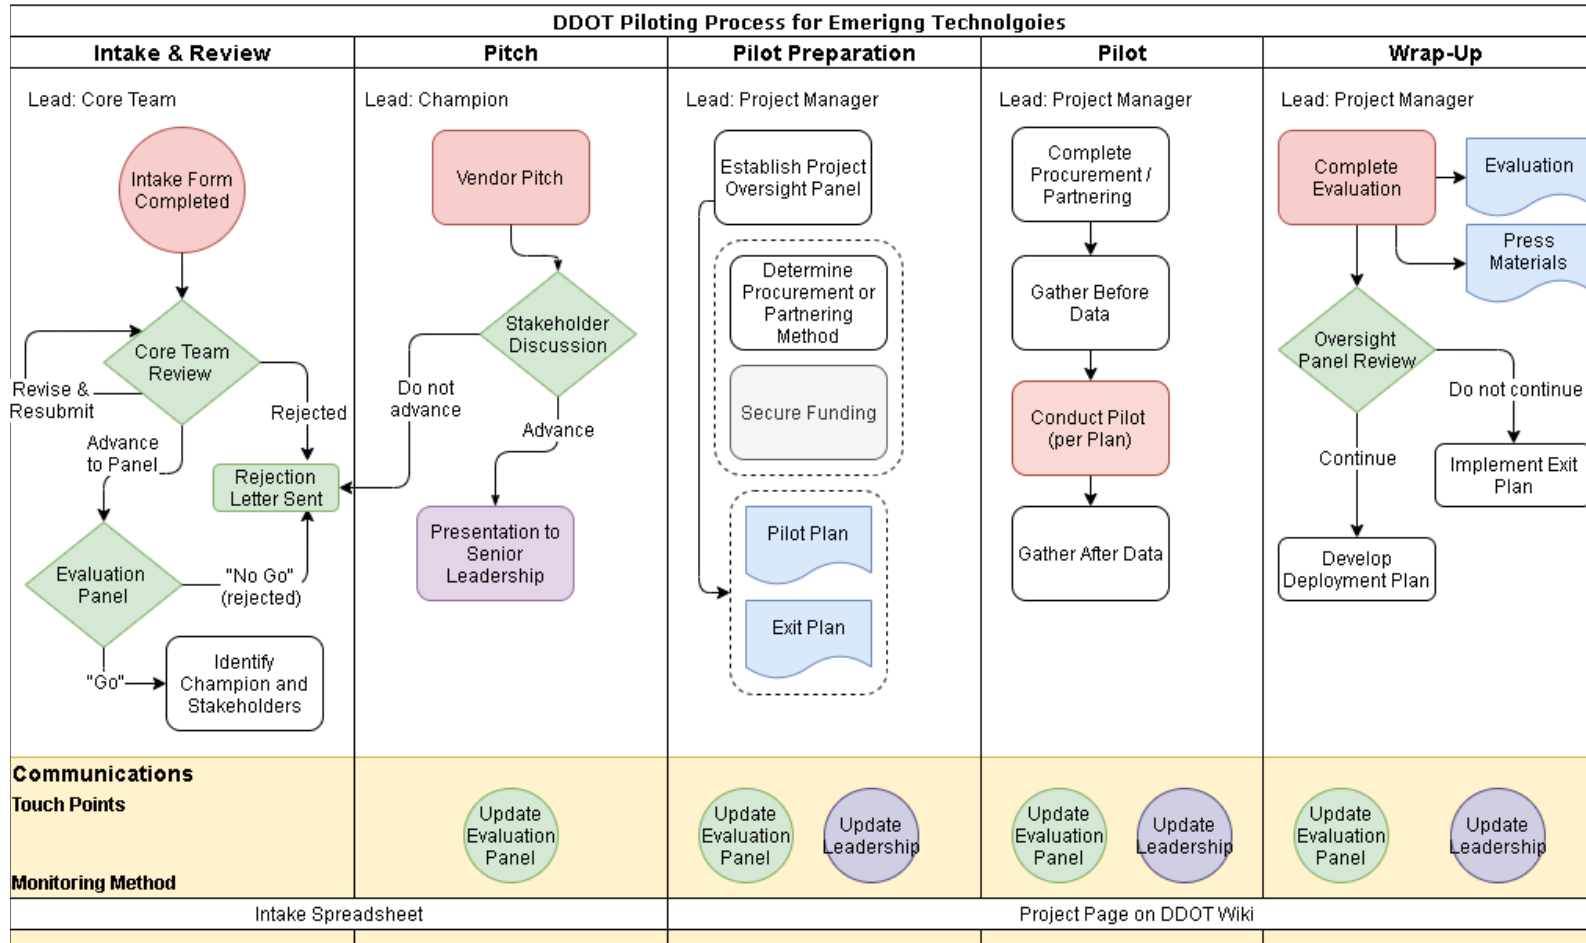 DDOT Piloting Process for Emerigng Technolgoies
Intake & Review
Pitch
Pilot Preparation
Pilot
Wrap-Up
Lead: Core Team
Intake Form
Completed
Core Team
Review
Revise &
Resubmit
Rejected
Advance
to Panel
Rejection
Letter Sent
Evaluation
Panel
"No Go"
(rejected)
"Go"
Identify
Champion and
Stakeholders
Lead: Champion
Vendor Pitch
Stakeholder
Discussion
Do not
advance
Advance
Presentation to
Senior
Leadership
Lead: Project Manager
Establish Project
Oversight Panel
Determine
Procurement or
Partnering
Method
Secure Funding
Pilot Plan
Exit Plan
Lead: Project Manager
Complete
Procurement /
Partnering
Gather Before
Data
Conduct Pilot
(per Plan)
Gather After Data
Lead: Project Manager
Complete
Evaluation
Evaluation
Press
Materials
Oversight
Panel Review
Do not continue
Continue
Implement Exit
Plan
Develop
Deployment Plan
Communications
Touch Points
Update
Evaluation
Panel
Update
Evaluation
Panel
Update
Leadership
Update
Evaluation
Panel
Update
Leadership
Update
Evaluation
Panel
Update
Leadership
Monitoring Method
Intake Spreadsheet
Project Page on DDOT Wiki